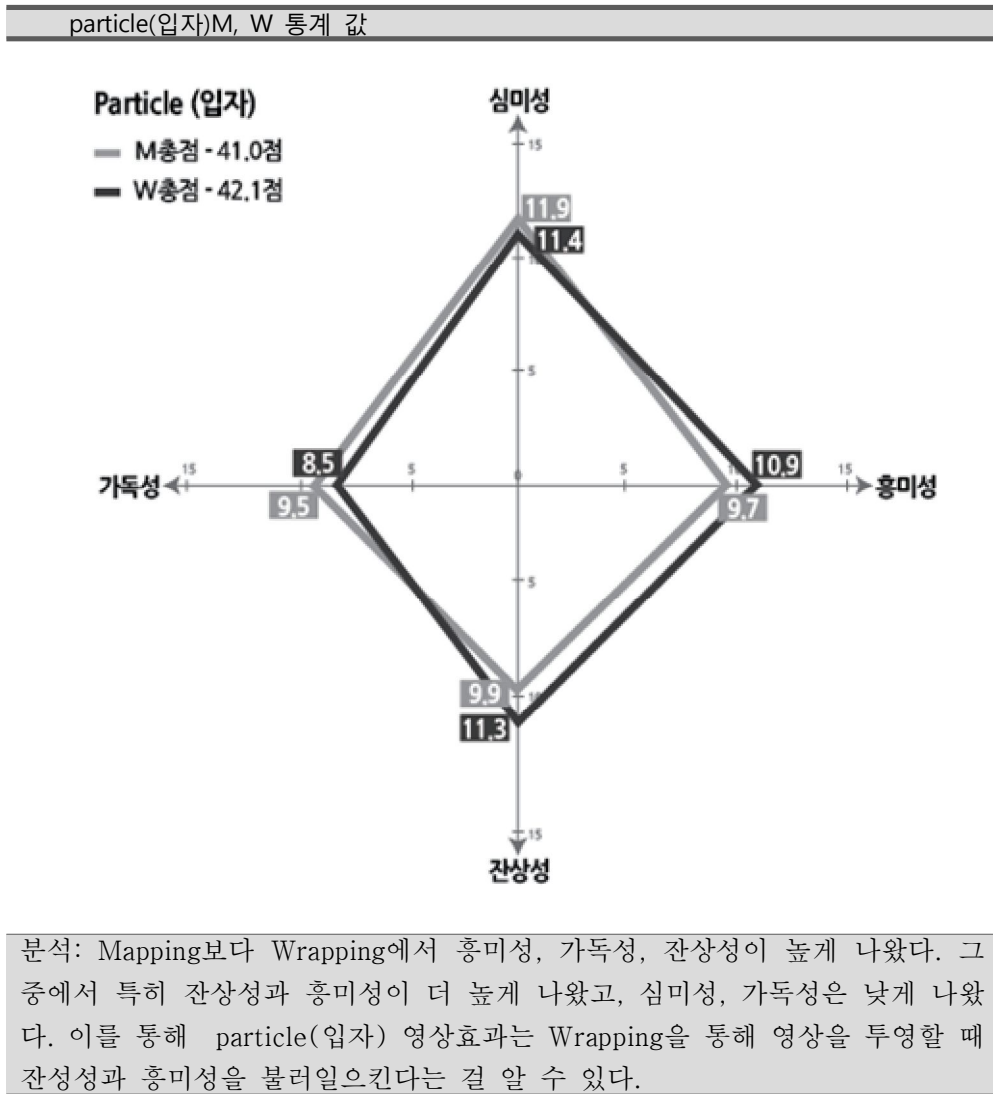 particle(입자)M, W 통계 값
Particle (입자)
M총점 - 41.0점
W총점 - 42.1점
심미성
15
11.9
11.4
10
5
가독성
15
9.5
8.5
5
0
5
10
10.9
9.7
15
흥미성
5
9.9
10
11.3
15
잔상성
분석: Mapping보다 Wrapping에서 흥미성, 가독성, 잔상성이 높게 나왔다. 그
중에서 특히 잔상성과 흥미성이 더 높게 나왔고, 심미성, 가독성은 낮게 나왔
다. 이를 통해 particle(입자) 영상효과는 Wrapping을 통해 영상을 투영할 때
잔성성과 흥미성을 불러일으킨다는 걸 알 수 있다.